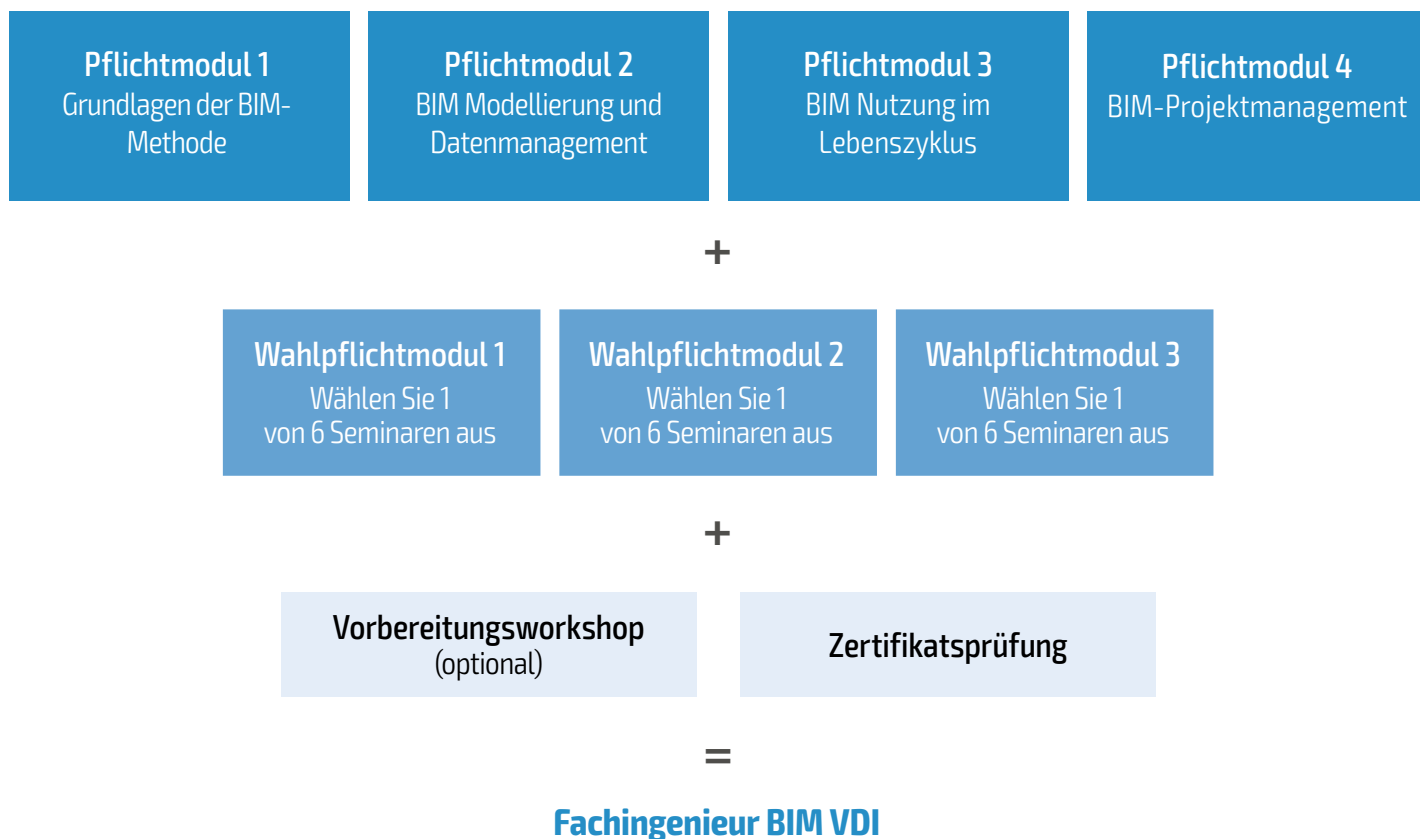 Pflichtmodul 1
Grundlagen der BIM-
Methode
Pflichtmodul 2
BIM Modellierung und
Datenmanagement
Pflichtmodul 3
BIM Nutzung im
Lebenszyklus
Pflichtmodul 4
BIM-Projektmanagement
+
Wahlpflichtmodul 1
Wählen Sie 1
von 6 Seminaren aus
Wahlpflichtmodul 2
Wählen Sie 1
von 6 Seminaren aus
Wahlpflichtmodul 3
Wählen Sie 1
von 6 Seminaren aus
+
Vorbereitungsworkshop
(optional)
Zertifikatsprüfung
=
Fachingenieur BIM VDI